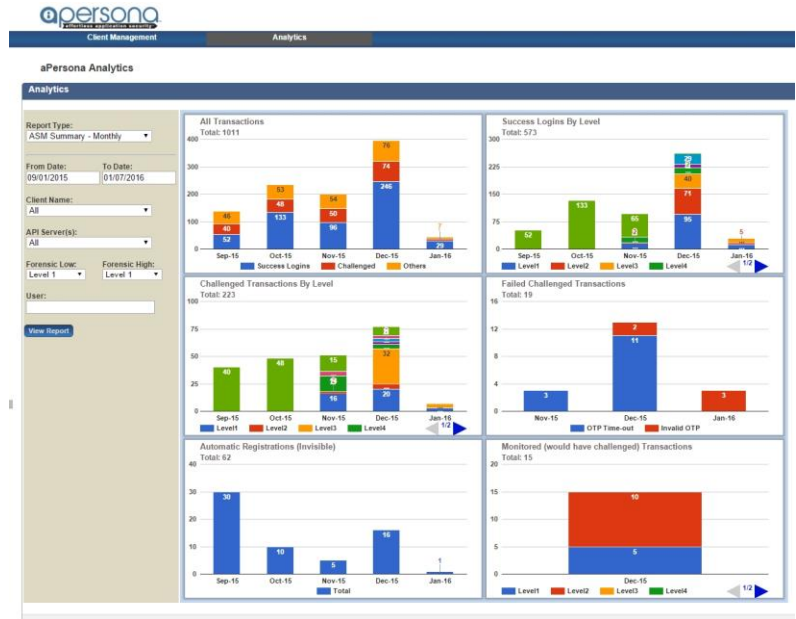 apersona
effortless application security
Client Management Analytics
aPersona Analytics
Analytics
Report Type:
ASM Summary - Monthly
From Date: To Date:
09/01/2015 01/07/2016
Client Name:
All
API Server(s):
All
Forensic Low: Forensic High:
Level 1 Level 1
User:
View Report
All Transactions
Total: 1011
400
300
200
100
0
46 40 52
53 48 133
54 50 96
76 74 246
29
Sep-15 Oct-15 Nov-15 Dec-15 Jan-16
Success Logins Challenged Others
Success Logins By Level
Total: 573
300
225
150
75
0
52
133
65
40 71 95
5
Sep-15 Oct-15 Nov-15 Dec-15 Jan-16
Level1 Level2 Level3 Level4 1/2
Challenged Transactions By Level
Total: 223
100
75
50
25
0
40
48
15 16
32 20
Sep-15 Oct-15 Nov-15 Dec-15 Jan-16
Level1 Level2 Level3 Level4 1/2
Failed Challenged Transactions
Total: 19
16
12
8
4
0
3
2 11
3
Nov-15 Dec-15 Jan-16
OTP Time-out Invalid OTP
Automatic Registrations (Invisible)
Total: 62
40
30
20
10
0
30
10
5
16
1
Sep-15 Oct-15 Nov-15 Dec-15 Jan-16
Total
Monitored (would have challenged) Transactions
Total: 15
20
15
10
5
0
10
5
Dec-15
Level1 Level2 Level3 Level4 1/2